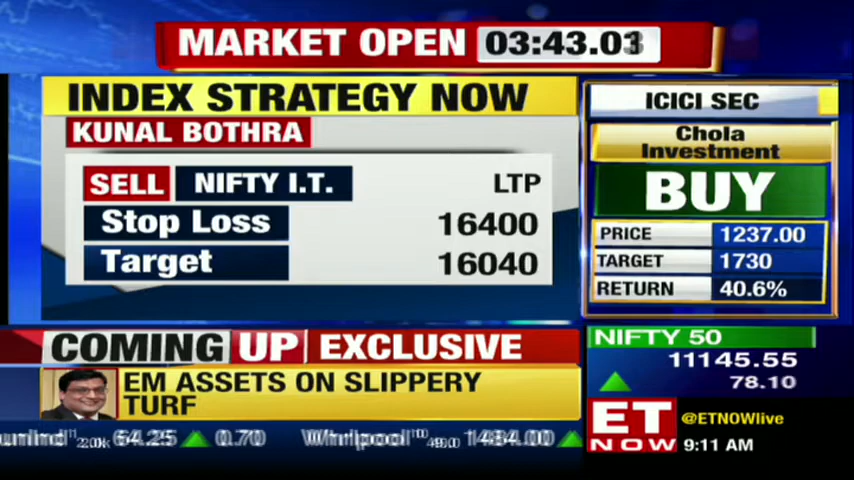 MARKET OPEN 03:43.03
INDEX STRATEGY NOW
KUNAL BOTHRA
SELL NIFTY I.T. LTP
Stop Loss 16400
Target 16040
ICICI SEC
Chola
Investment
BUY
PRICE 1237.00
TARGET 1730
RETURN 40.6%
COMING UP EXCLUSIVE
EM ASSETS ON SLIPPERY
TURF
NIFTY 50
11145.55
78.10
ET
NOW
@ETNOWlive
9:11 AM
64.25 0.70 Whirlpool 1484.00